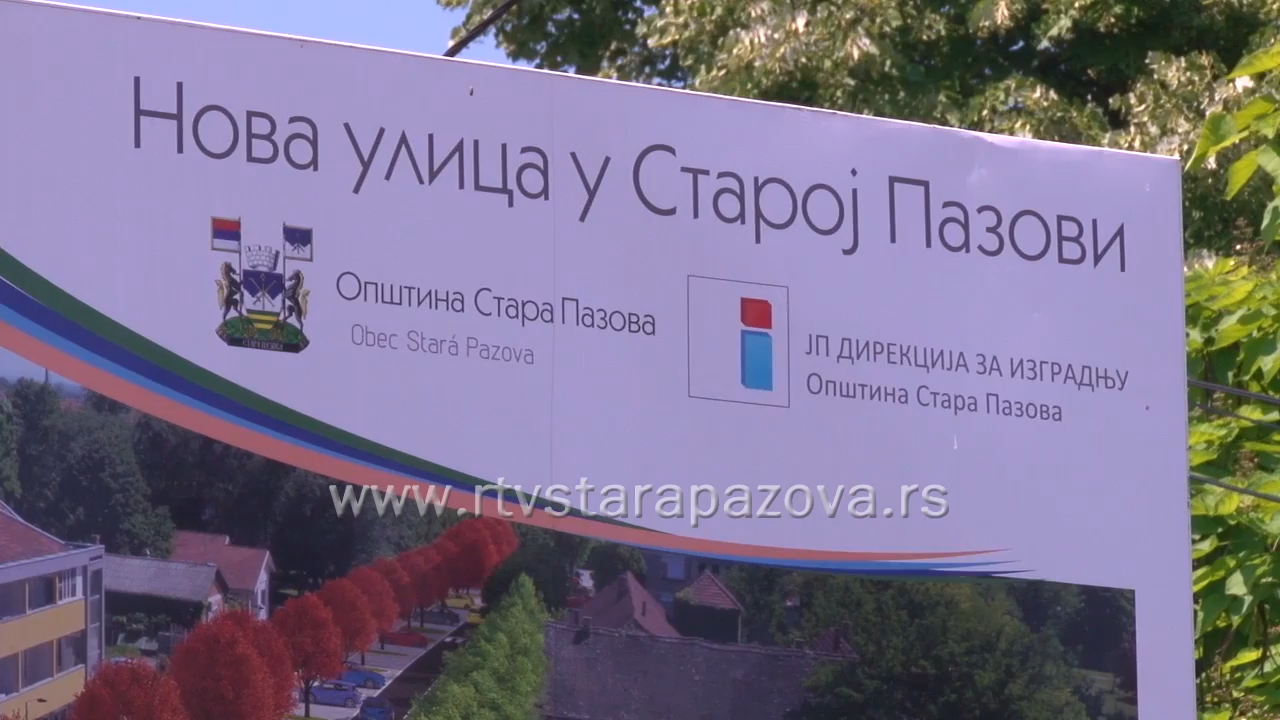 Нова улица у Старој Пазови
Општина Стара Пазова
Obec Stará Pazova
ЈП ДИРЕКЦИЈА ЗА ИЗГРАДЊУ
Општина Стара Пазова
www.rtvstarapazova.rs